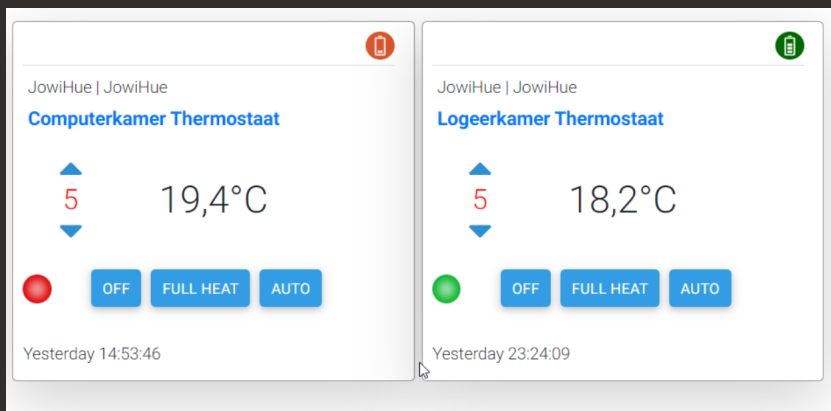 JowiHue | JowiHue
Computerkamer Thermostaat
5
19,4°C
OFF
FULL HEAT
AUTO
Yesterday 14:53:46
JowiHue | JowiHue
Logeerkamer Thermostaat
5
18,2°C
OFF
FULL HEAT
AUTO
Yesterday 23:24:09